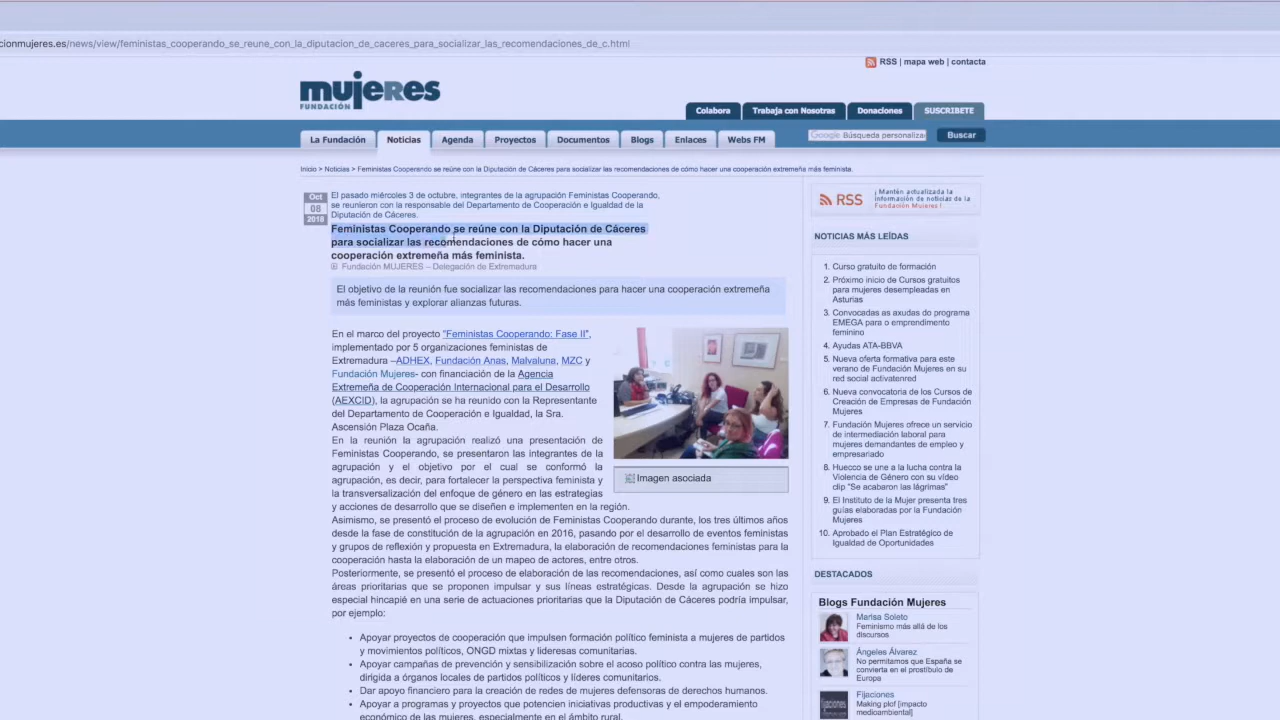 cionmujeres.es/news/view/feministas_cooperando_se_reune_con_la_diputacion_de_caceres_para_socializar_las_recomendaciones_de_c.html
RSS | mapa web | contacta
mujeRes
FUNDACIÓN
Colabora
Trabaja con Nosotras
Donaciones
SUSCRIBETE
La Fundación
Noticias
Agenda
Proyectos
Documentos
Blogs
Enlaces
Webs FM
Google Búsqueda personaliza
Buscar
Inicio > Noticias > Feministas Cooperando se reúne con la Diputación de Cáceres para socializar las recomendaciones de cómo hacer una cooperación extremeña más feminista.
Oct
08
2018
El pasado miércoles 3 de octubre, integrantes de la agrupación Feministas Cooperando,
se reunieron con la responsable del Departamento de Cooperación e Igualdad de la
Diputación de Cáceres.
Feministas Cooperando se reúne con la Diputación de Cáceres
para socializar las recomendaciones de cómo hacer una
cooperación extremeña más feminista.
Fundación MUJERES – Delegación de Extremadura
El objetivo de la reunión fue socializar las recomendaciones para hacer una cooperación extremeña
más feministas y explorar alianzas futuras.
En el marco del proyecto "Feministas Cooperando: Fase II",
implementado por 5 organizaciones feministas de
Extremadura –ADHEX, Fundación Anas, Malvaluna, MZC y
Fundación Mujeres- con financiación de la Agencia
Extremeña de Cooperación Internacional para el Desarrollo
(AEXCID), la agrupación se ha reunido con la Representante
del Departamento de Cooperación e Igualdad, la Sra.
Ascensión Plaza Ocaña.
En la reunión la agrupación realizó una presentación de
Feministas Cooperando, se presentaron las integrantes de la
agrupación y el objetivo por el cual se conformó la
agrupación, es decir, para fortalecer la perspectiva feminista y
la transversalización del enfoque de género en las estrategias
y acciones de desarrollo que se diseñen e implementen en la región.
Asimismo, se presentó el proceso de evolución de Feministas Cooperando durante, los tres últimos años
desde la fase de constitución de la agrupación en 2016, pasando por el desarrollo de eventos feministas
y grupos de reflexión y propuesta en Extremadura, la elaboración de recomendaciones feministas para la
cooperación hasta la elaboración de un mapeo de actores, entre otros.
Posteriormente, se presentó el proceso de elaboración de las recomendaciones, así como cuales son las
áreas prioritarias que se proponen impulsar y sus líneas estratégicas. Desde la agrupación se hizo
especial hincapié en una serie de actuaciones prioritarias que la Diputación de Cáceres podría impulsar,
por ejemplo:
• Apoyar proyectos de cooperación que impulsen formación político feminista a mujeres de partidos
y movimientos políticos, ONGD mixtas y lideresas comunitarias.
• Apoyar campañas de prevención y sensibilización sobre el acoso político contra las mujeres,
dirigida a órganos locales de partidos políticos y líderes comunitarios.
• Dar apoyo financiero para la creación de redes de mujeres defensoras de derechos humanos.
• Apoyar a programas y proyectos que potencien iniciativas productivas y el empoderamiento
económico de las mujeres, especialmente en el ámbito rural.
Imagen asociada
RSS
¡ Mantén actualizada la
información de noticias de la
Fundación Mujeres !
NOTICIAS MÁS LEÍDAS
1. Curso gratuito de formación
2. Próximo inicio de Cursos gratuitos
para mujeres desempleadas en
Asturias
3. Convocadas as axudas do programa
EMEGA para o emprendimento
feminino
4. Ayudas ATA-BBVA
5. Nueva oferta formativa para este
verano de Fundación Mujeres en su
red social activatenred
6. Nueva convocatoria de los Cursos de
Creación de Empresas de Fundación
Mujeres
7. Fundación Mujeres ofrece un servicio
de intermediación laboral para
mujeres demandantes de empleo y
empresariado
8. Huecco se une a la lucha contra la
Violencia de Género con su vídeo
clip "Se acabaron las lágrimas"
9. El Instituto de la Mujer presenta tres
guías elaboradas por la Fundación
Mujeres
10. Aprobado el Plan Estratégico de
Igualdad de Oportunidades
DESTACADOS
Blogs Fundación Mujeres
Marisa Soleto
Feminismo más allá de los
discursos
Ángeles Álvarez
No permitamos que España se
convierta en el prostíbulo de
Europa
Fijaciones
Making plof [impacto
medioambiental]
fijaciones